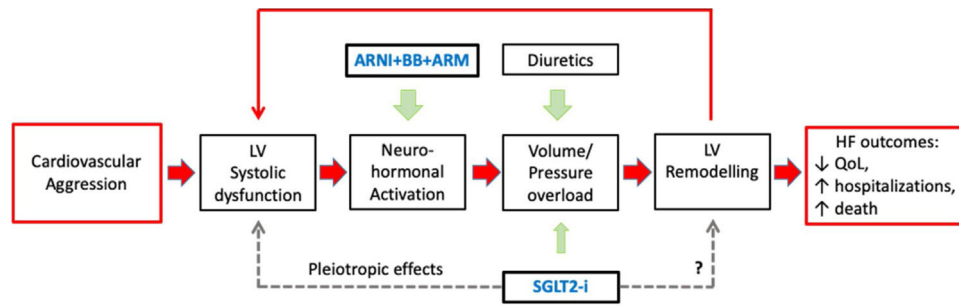 ARNI+BB+ARM
Diuretics
Cardiovascular
Aggression
LV
Systolic
dysfunction
Neuro-
hormonal
Activation
Volume/
Pressure
overload
LV
Remodelling
HF outcomes:
↓ QoL,
↑ hospitalizations,
↑ death
Pleiotropic effects
?
SGLT2-i